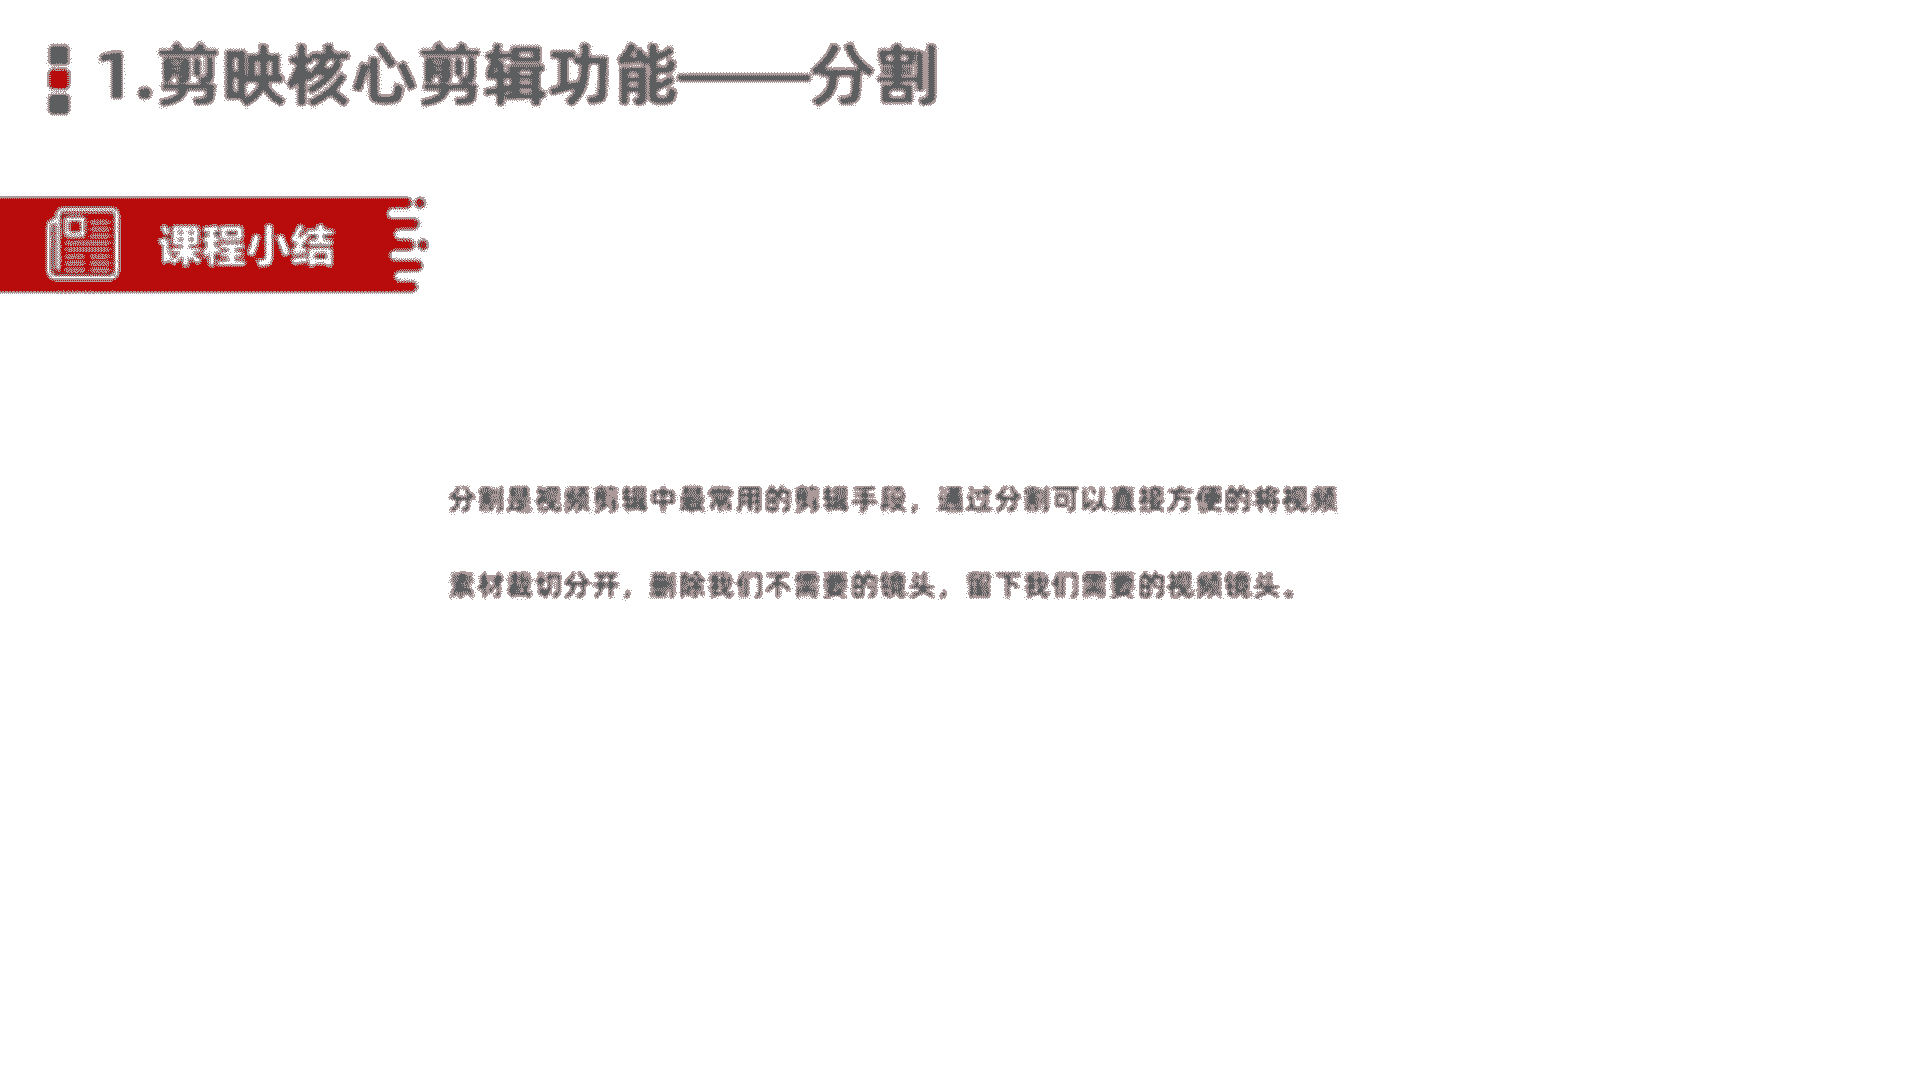 1.剪映核心剪辑功能——分割
课程小结
分割是视频剪辑中最常用的剪辑手段，通过分割可以直接方便的将视频
素材裁切分开，删除我们不需要的镜头，留下我们需要的视频镜头。